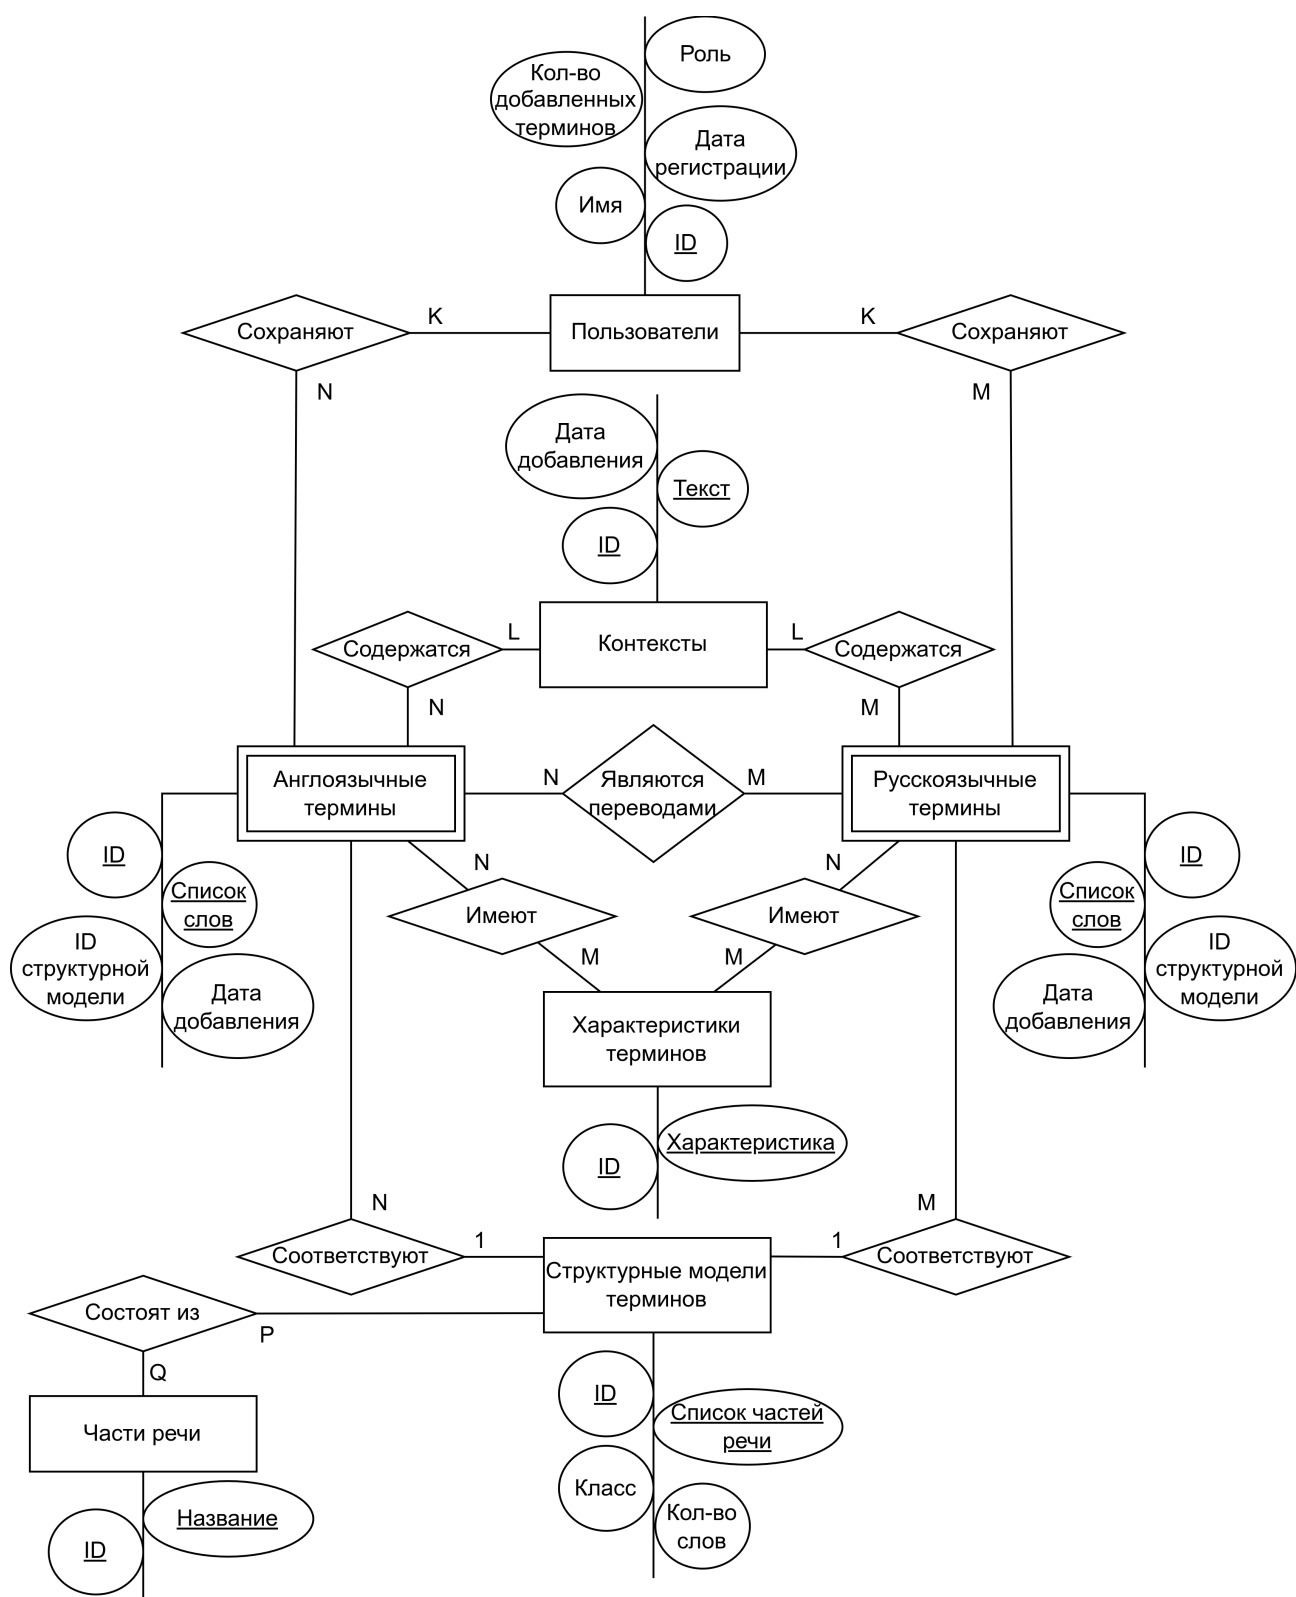 Роль
Кол-во
добавленных
терминов
Дата
регистрации
Имя
ID
Сохраняют
K
Пользователи
K
Сохраняют
N
M
Дата
добавления
Текст
ID
Содержатся
L
Контексты
L
Содержатся
N
M
Англоязычные
термины
N
Являются
переводами
M
Русскоязычные
термины
ID
Список
слов
ID
структурной
модели
Дата
добавления
N
Имеют
M
N
Имеют
M
ID
Список
слов
ID
структурной
модели
Дата
добавления
Характеристики
терминов
Характеристика
ID
N
M
Соответствуют
1
Структурные модели
терминов
1
Соответствуют
Состоят из
P
Q
Части речи
Название
ID
ID
Список частей
речи
Класс
Кол-во
слов